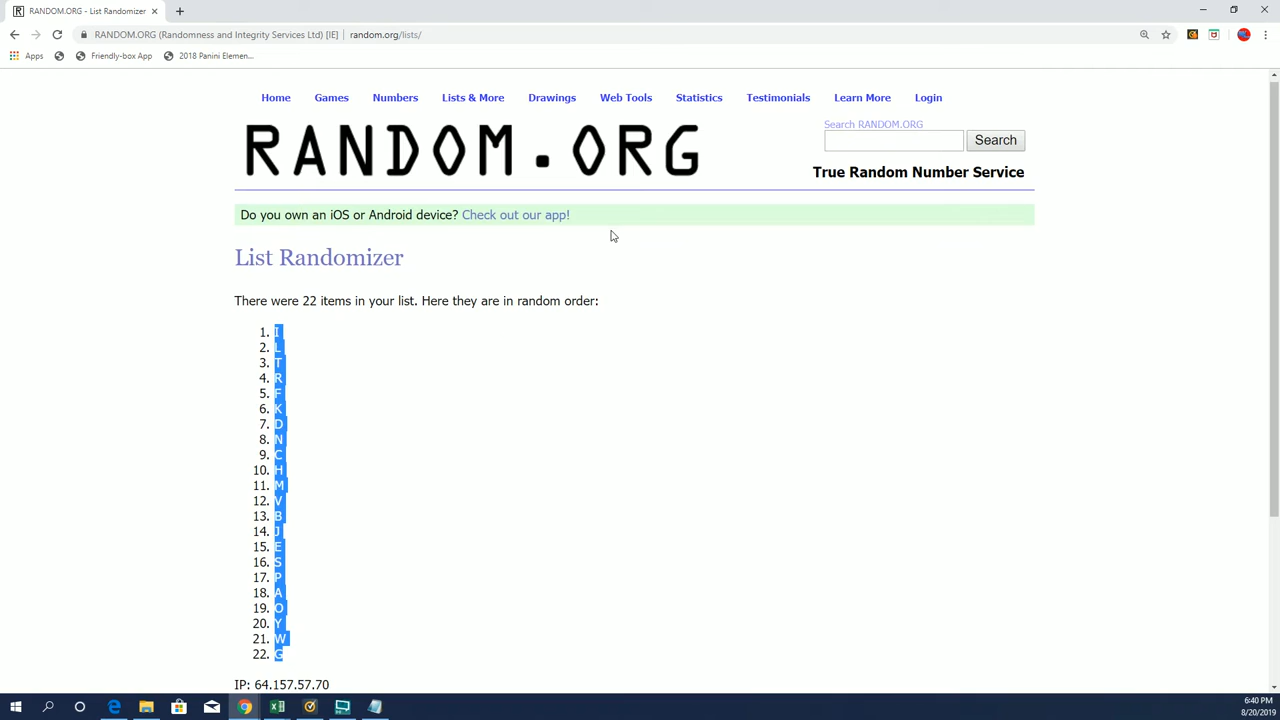 RANDOM.ORG - List Randomizer
RANDOM.ORG (Randomness and Integrity Services Ltd) [IE] | random.org/lists/
Apps Friendly-box App 2018 Panini Elemen...
Home Games Numbers Lists & More Drawings Web Tools Statistics Testimonials Learn More Login
RANDOM.ORG
Search RANDOM.ORG
Search
True Random Number Service
Do you own an iOS or Android device? Check out our app!
List Randomizer
There were 22 items in your list. Here they are in random order:
1. I
2. L
3. T
4. R
5. F
6. K
7. D
8. N
9. C
10. H
11. M
12. V
13. B
14. J
15. E
16. S
17. P
18. A
19. O
20. Y
21. W
22. G
IP: 64.157.57.70
6:40 PM
8/20/2019